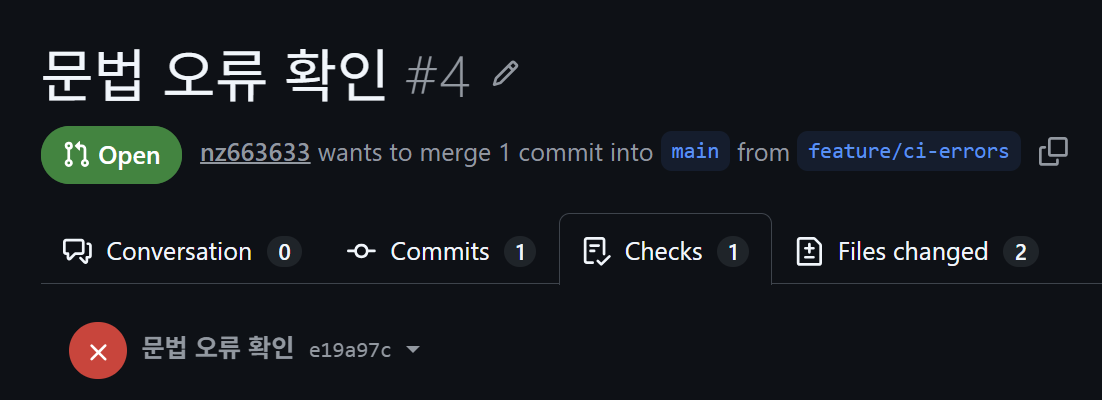 문법 오류 확인 #4
Open nz663633 wants to merge 1 commit into main from feature/ci-errors
Conversation 0 Commits 1 Checks 1 Files changed 2
문법 오류 확인 e19a97c